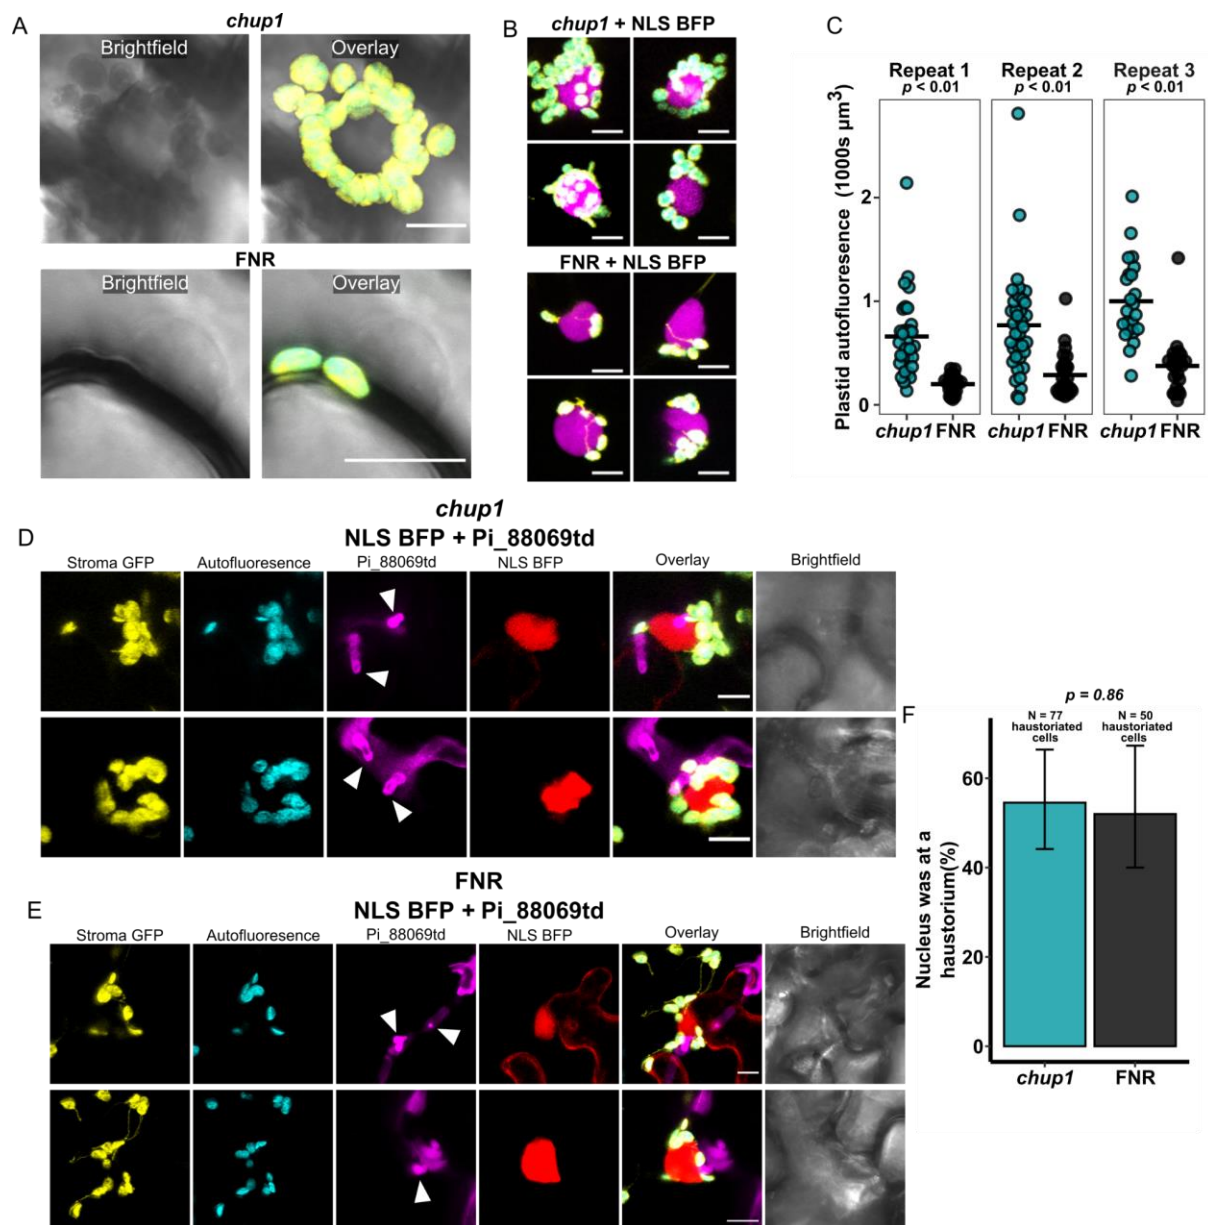 A
chup1
Brightfield
Overlay
FNR
Brightfield
Overlay
B
chup1 + NLS BFP
FNR + NLS BFP
C
Repeat 1
p < 0.01
Repeat 2
p < 0.01
Repeat 3
p < 0.01
Plastid autofluoresence (1000s µm³)
2
1
0
chup1 FNR
chup1 FNR
chup1 FNR
chup1
D
NLS BFP + Pi_88069td
Stroma GFP
Autofluoresence
Pi_88069td
NLS BFP
Overlay
Brightfield
FNR
E
NLS BFP + Pi_88069td
Stroma GFP
Autofluoresence
Pi_88069td
NLS BFP
Overlay
Brightfield
F
p = 0.86
N = 77
haustoriated
cells
N = 50
haustoriated
cells
Nucleus was at a
haustorium(%)
60
40
20
0
chup1
FNR